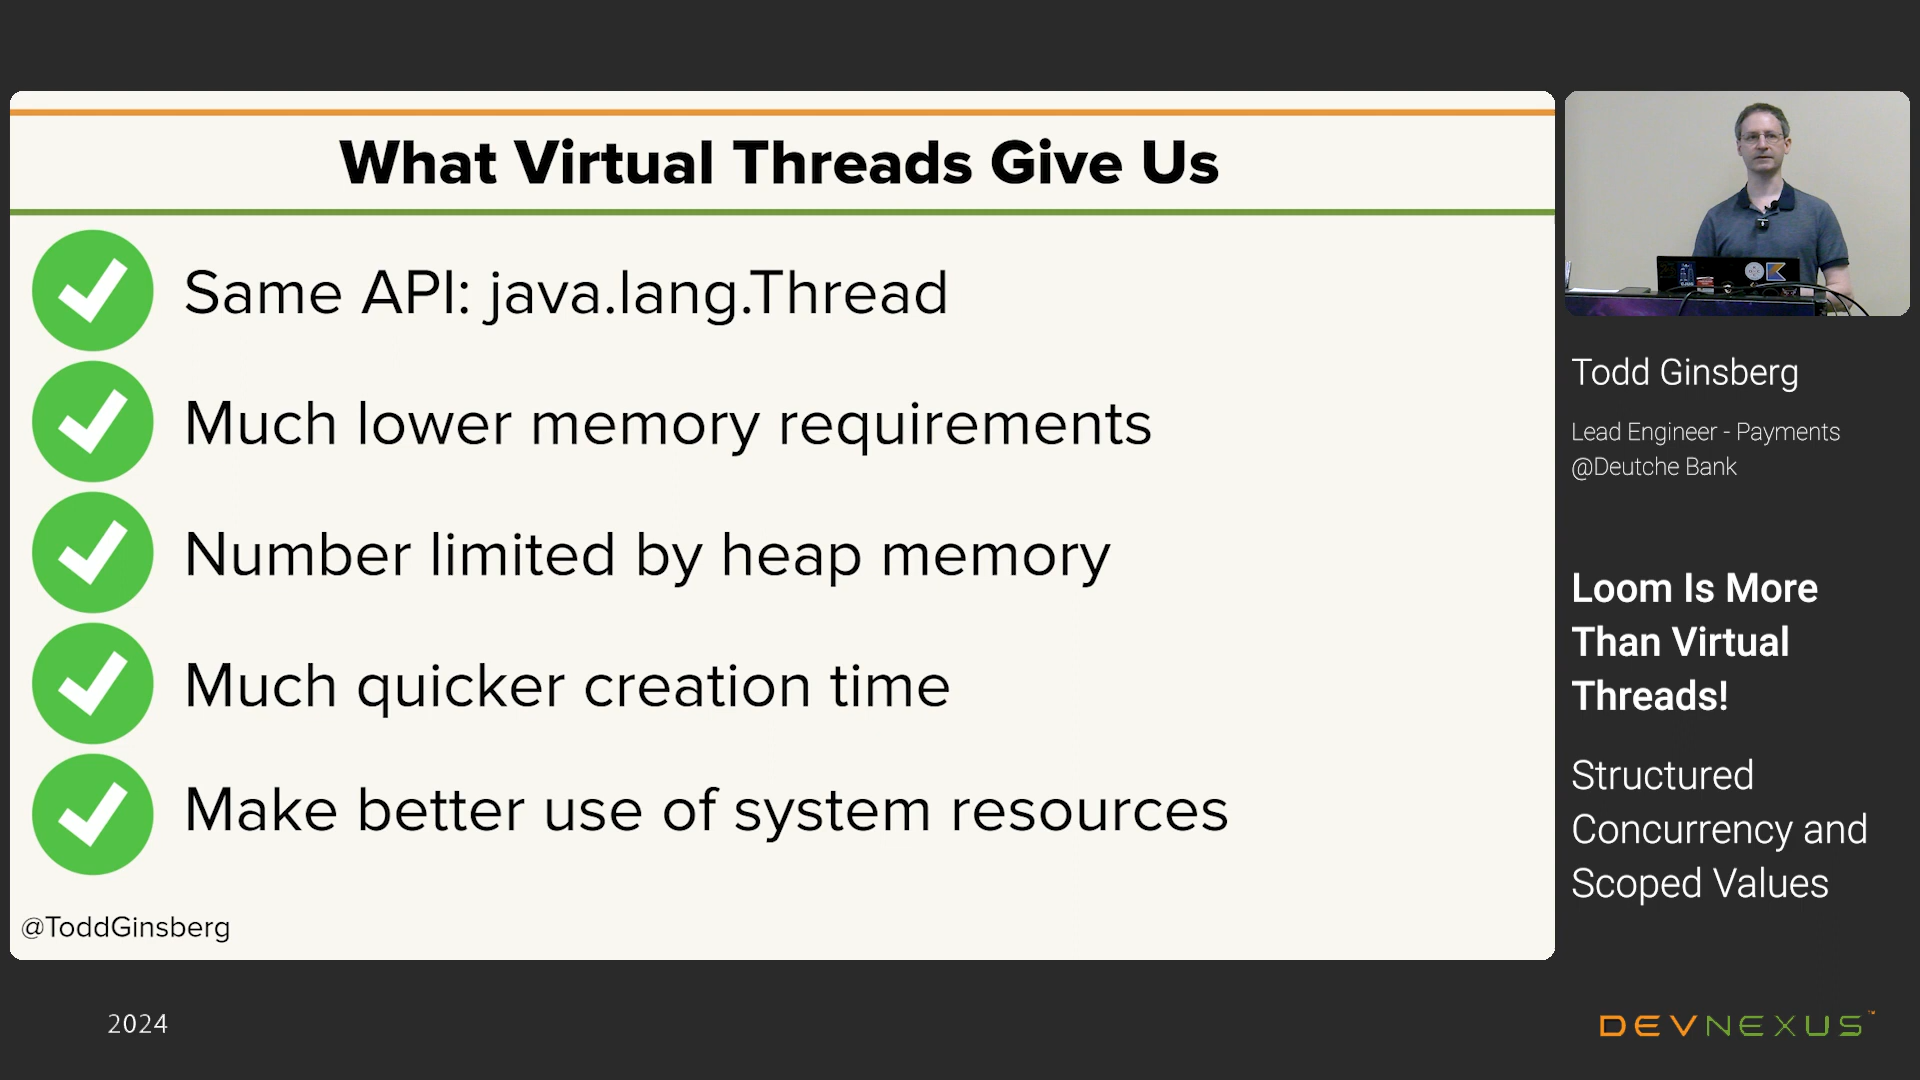 What Virtual Threads Give Us
Same API: java.lang.Thread
Much lower memory requirements
Number limited by heap memory
Much quicker creation time
Make better use of system resources
@ToddGinsberg
Todd Ginsberg
Lead Engineer - Payments
@Deutche Bank
Loom Is More
Than Virtual
Threads!
Structured
Concurrency and
Scoped Values
2024
DEVNEXUS™